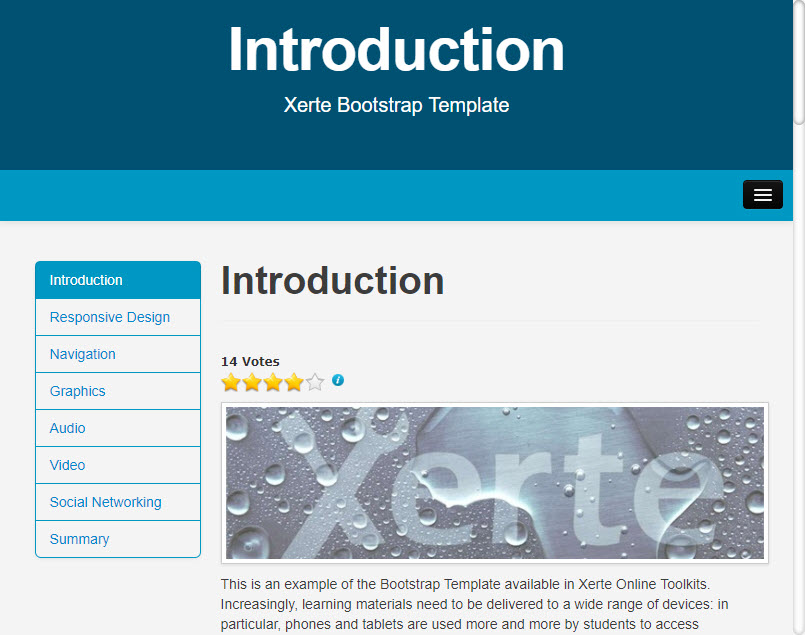 Introduction
Xerte Bootstrap Template
Introduction
Responsive Design
Navigation
Graphics
Audio
Video
Social Networking
Summary
Introduction
14 Votes
i
Xerte
This is an example of the Bootstrap Template available in Xerte Online Toolkits.
Increasingly, learning materials need to be delivered to a wide range of devices: in
particular, phones and tablets are used more and more by students to access